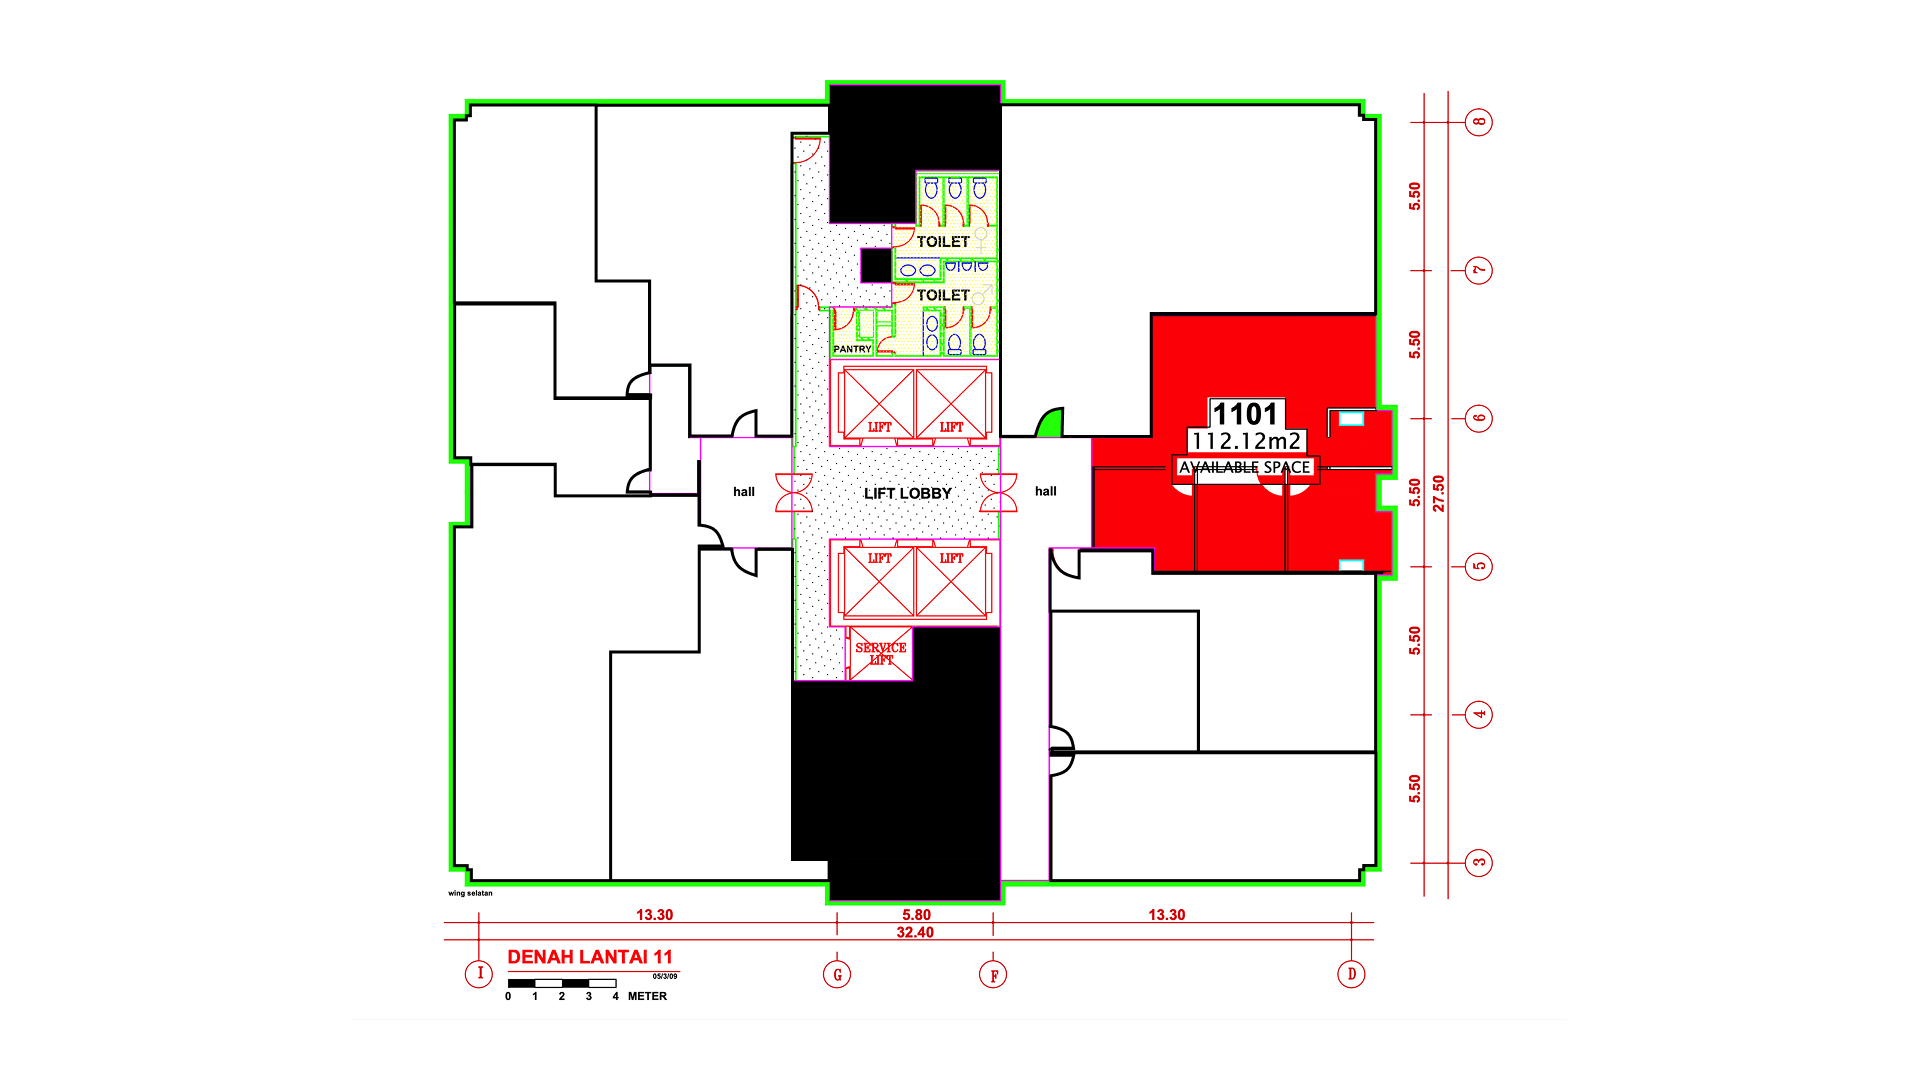 8
5.50
TOILET
7
TOILET
5.50
PANTRY
1101
6
LIFT
LIFT
112.12m2
AVAILABLE SPACE
hall
LIFT LOBBY
hall
5.50
27.50
LIFT
LIFT
5
5.50
SERVICE
LIFT
4
5.50
3
wing selatan
13.30
5.80
13.30
32.40
DENAH LANTAI 11
05/3/09
I
G
F
D
0 1 2 3 4 METER